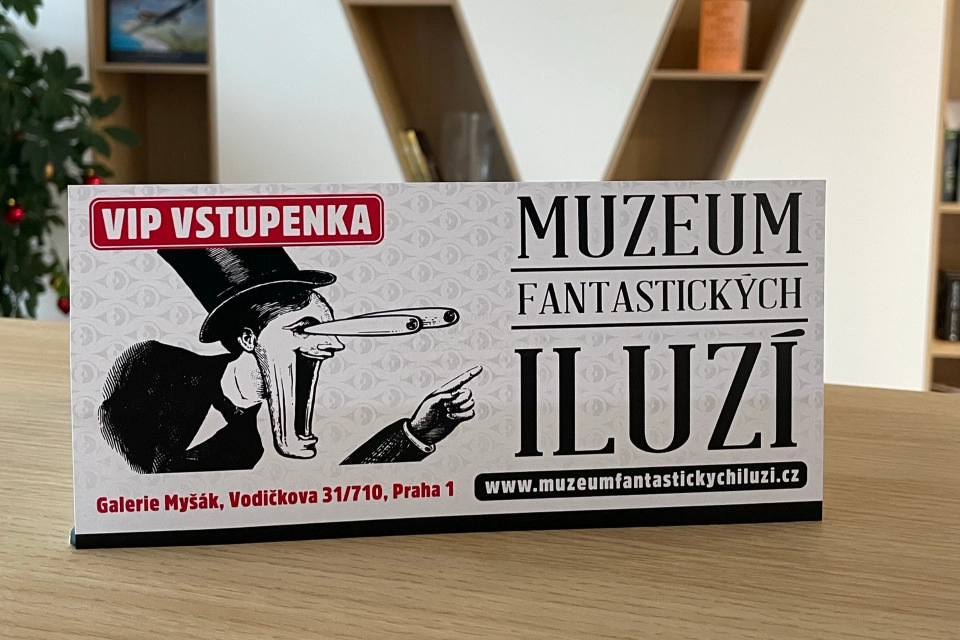 VIP VSTUPENKA
MUZEUM
FANTASTICKÝCH
ILUZÍ
www.muzeumfantastickychiluzi.cz
Galerie Myšák, Vodičkova 31/710, Praha 1